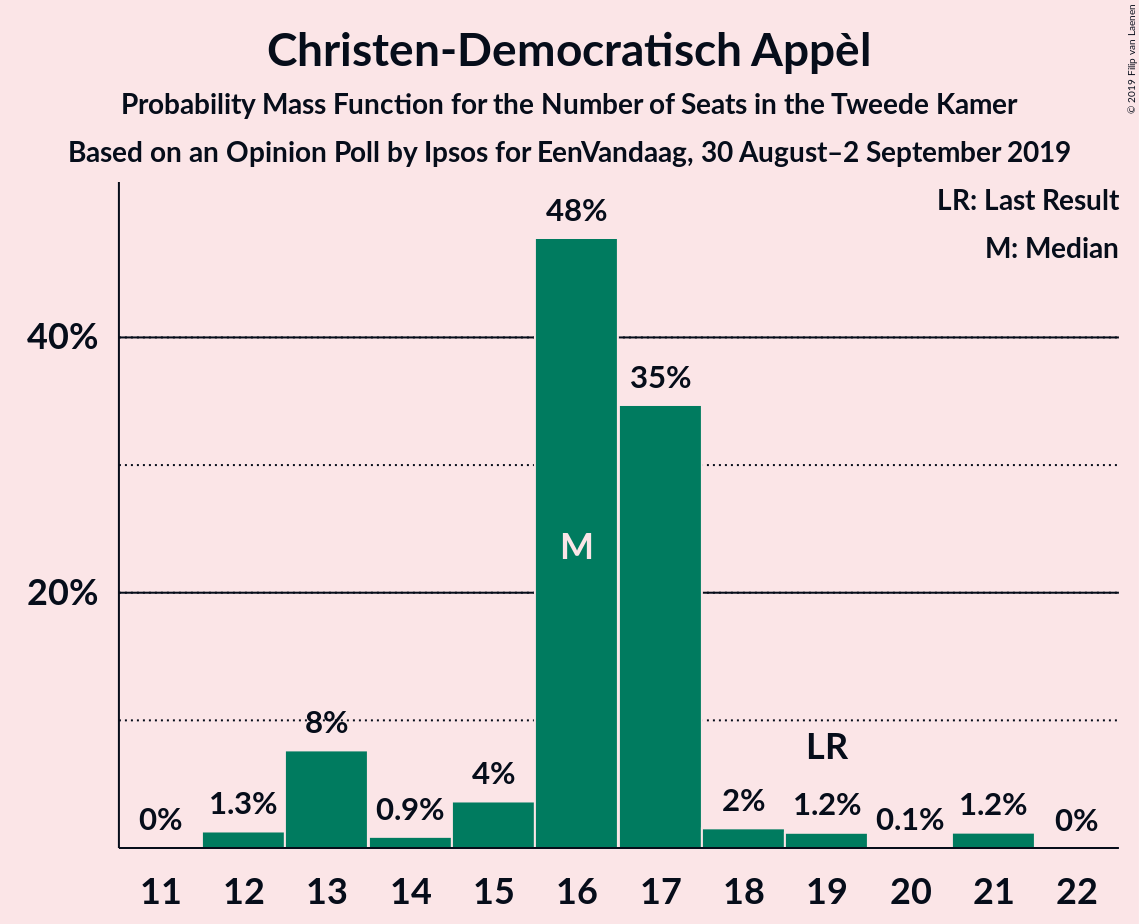 Christen-Democratisch Appèl
Probability Mass Function for the Number of Seats in the Tweede Kamer
Based on an Opinion Poll by Ipsos for EenVandaag, 30 August–2 September 2019
© 2019 Filip van Laenen
LR: Last Result
M: Median
48%
40%
35%
M
20%
8%
LR
4%
0% 1.3% 0.9% 2% 1.2% 0.1% 1.2% 0%
11 12 13 14 15 16 17 18 19 20 21 22